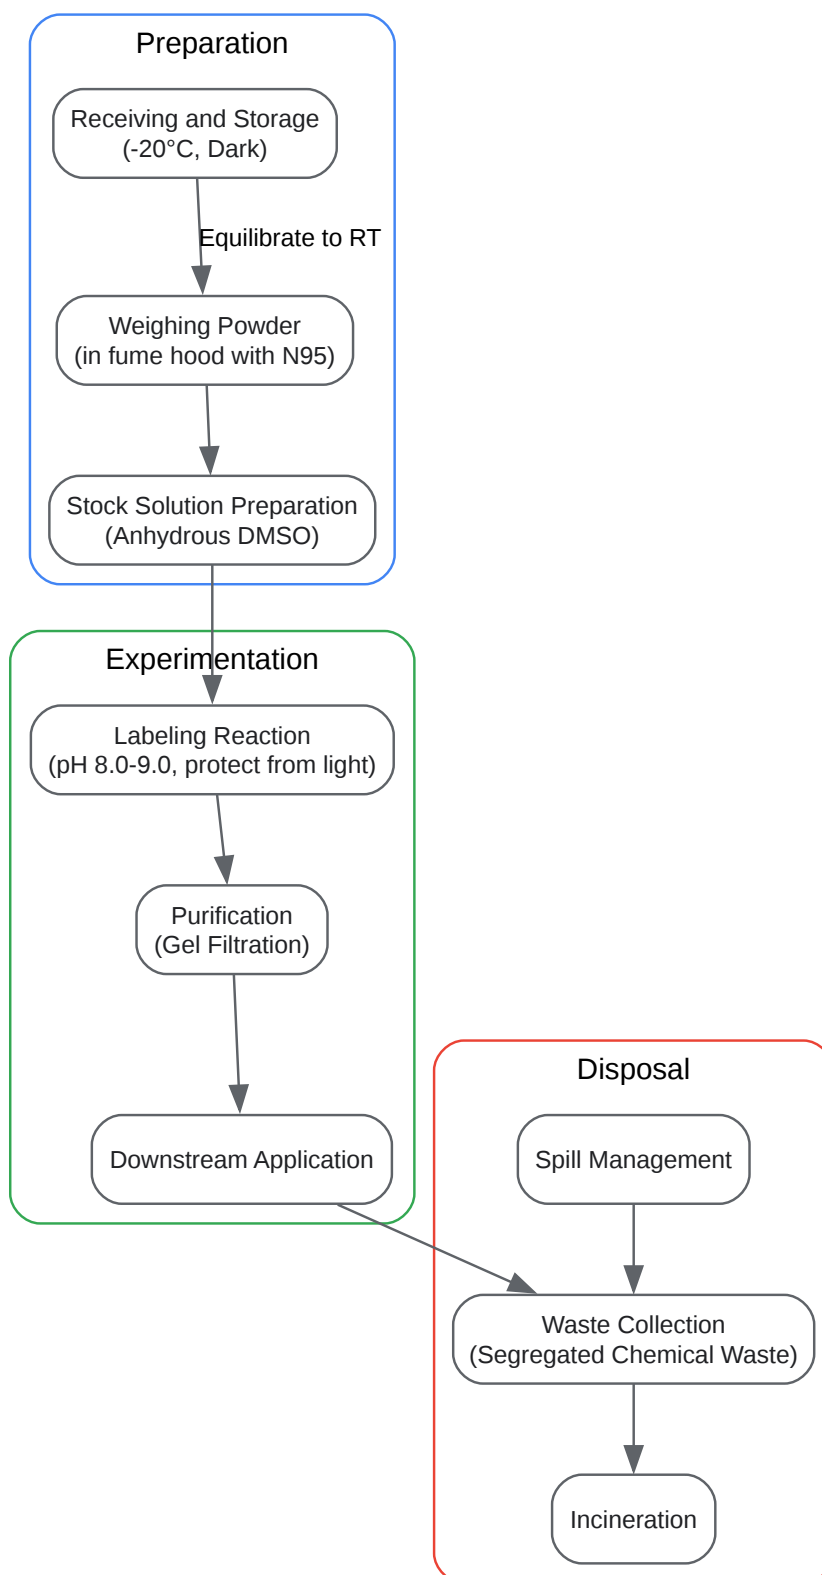 Preparation
Receiving and Storage
(-20°C, Dark)
Equilibrate to RT
Weighing Powder
(in fume hood with N95)
Stock Solution Preparation
(Anhydrous DMSO)
Experimentation
Labeling Reaction
(pH 8.0-9.0, protect from light)
Purification
(Gel Filtration)
Downstream Application
Disposal
Spill Management
Waste Collection
(Segregated Chemical Waste)
Incineration